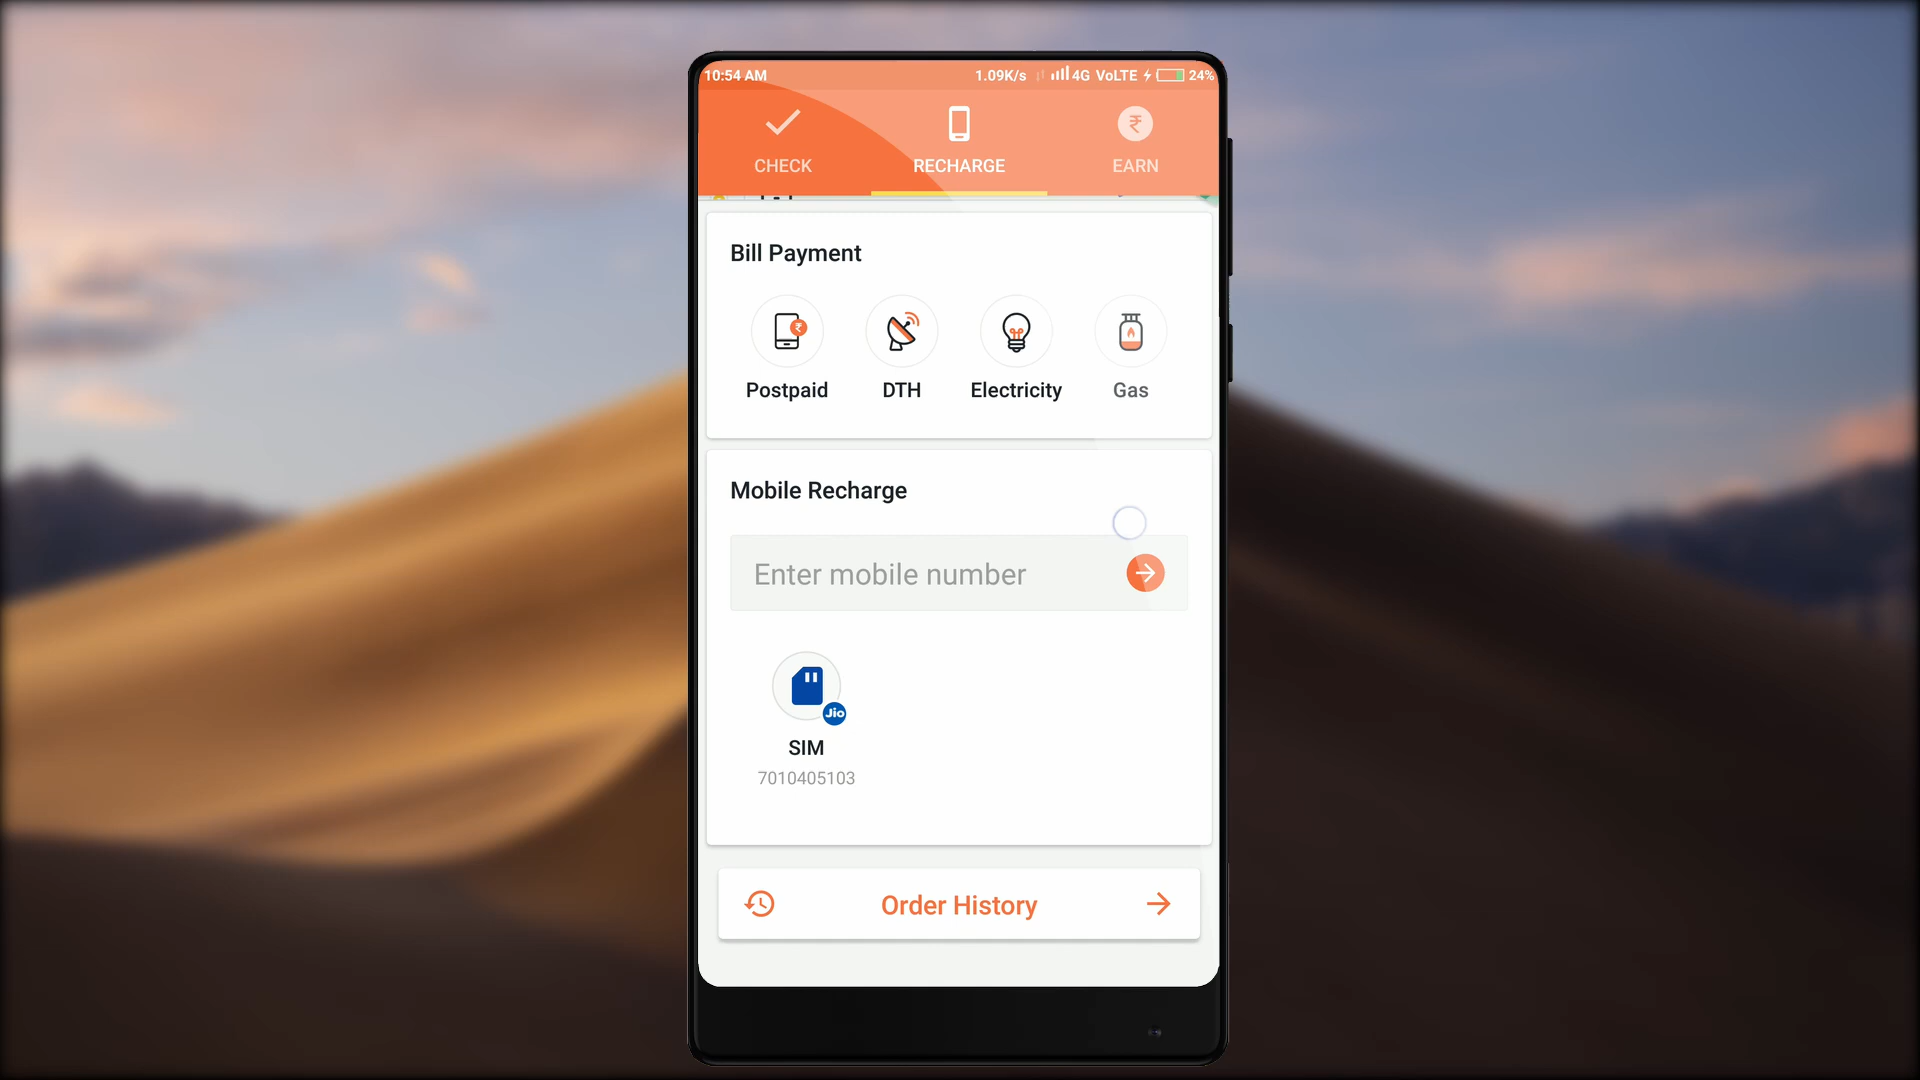 10:54 AM 1.09K/s 4G VoLTE 24%
CHECK RECHARGE EARN
Bill Payment
Postpaid DTH Electricity Gas
Mobile Recharge
Enter mobile number
Jio
SIM
7010405103
Order History